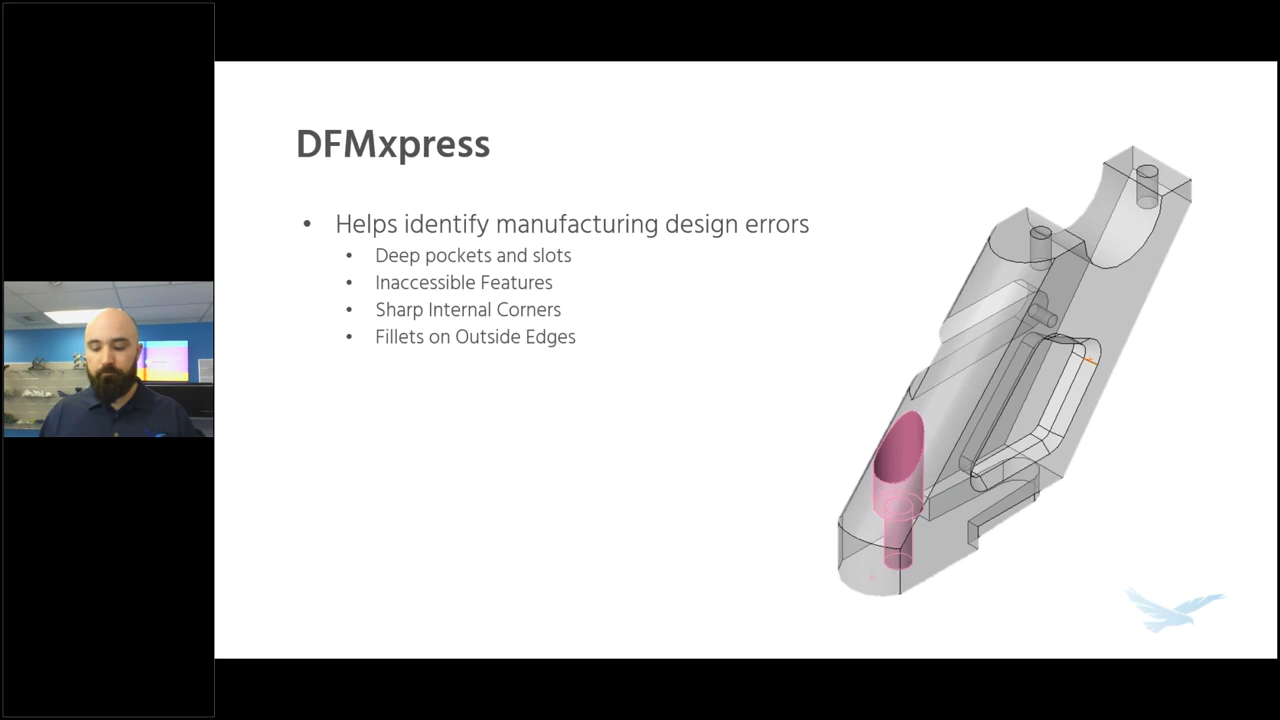 DFMxpress
• Helps identify manufacturing design errors
• Deep pockets and slots
• Inaccessible Features
• Sharp Internal Corners
• Fillets on Outside Edges